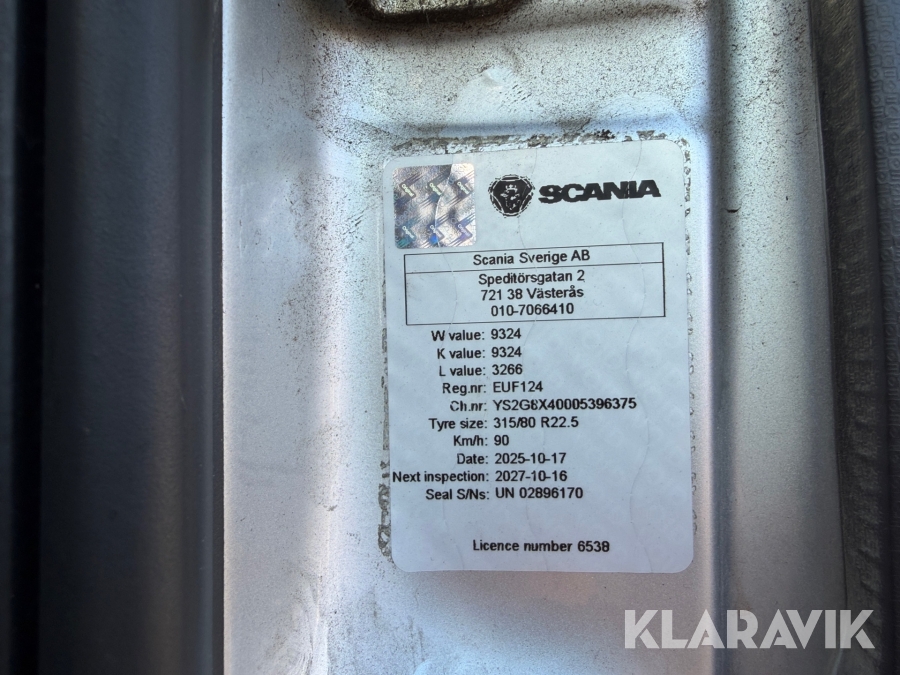 SCANIA
Scania Sverige AB
Speditörsgatan 2
721 38 Västerås
010-7066410
W value: 9324
K value: 9324
L value: 3266
Reg.nr: EUF124
Ch.nr: YS2G8X40005396375
Tyre size: 315/80 R22.5
Km/h: 90
Date: 2025-10-17
Next inspection: 2027-10-16
Seal S/Ns: UN 02896170
Licence number 6538
KLARAVIK